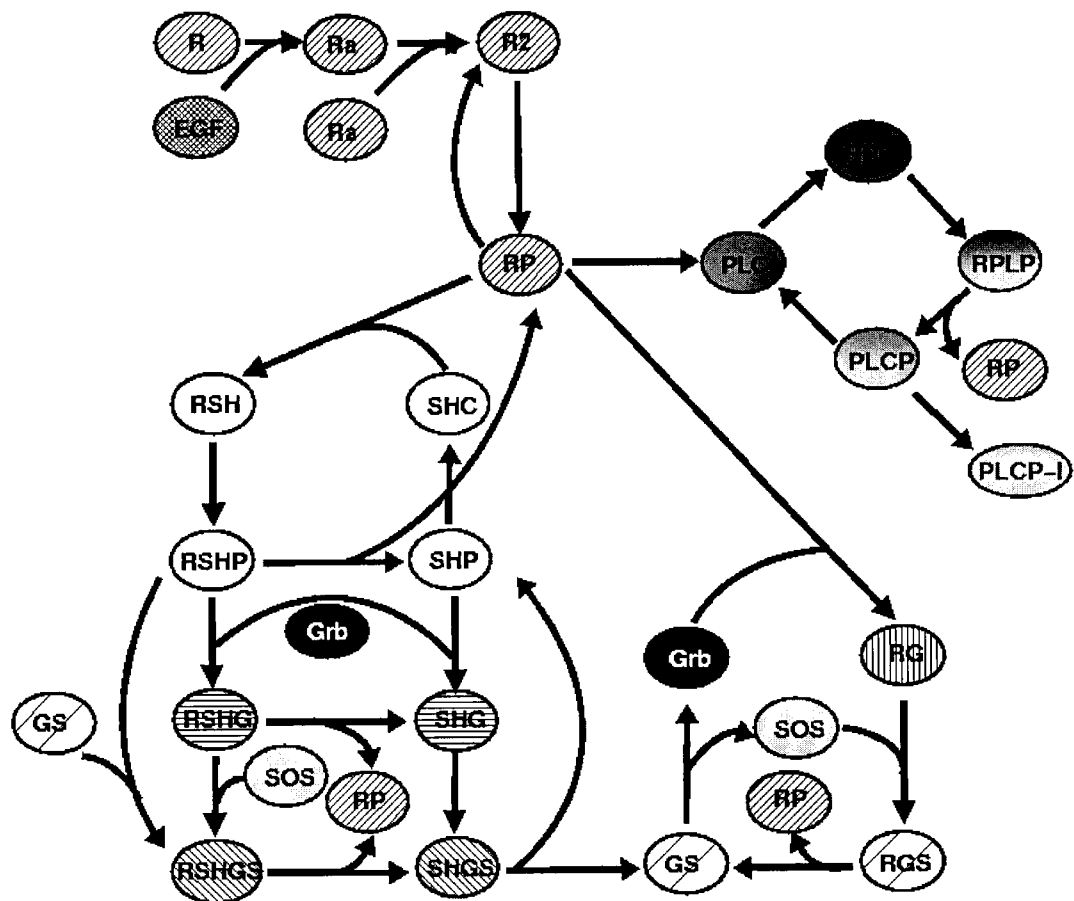 R
Ra
R2
EGF
Ra
RP
PLC
RPLP
PLCP
RP
RSH
SHC
PLCP-I
RSHP
SHP
Grb
Grb
RG
GS
RSHG
SHG
SOS
SOS
RP
RP
RSHGS
SHGS
GS
RGS